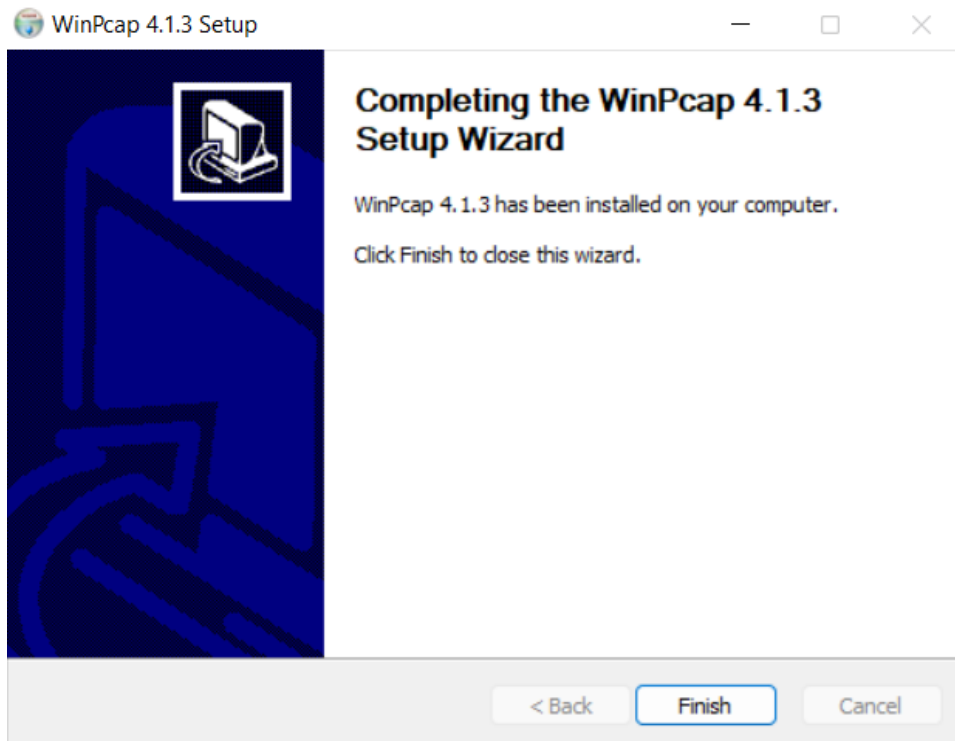 WinPcap 4.1.3 Setup
Completing the WinPcap 4.1.3
Setup Wizard
WinPcap 4.1.3 has been installed on your computer.
Click Finish to close this wizard.
< Back
Finish
Cancel